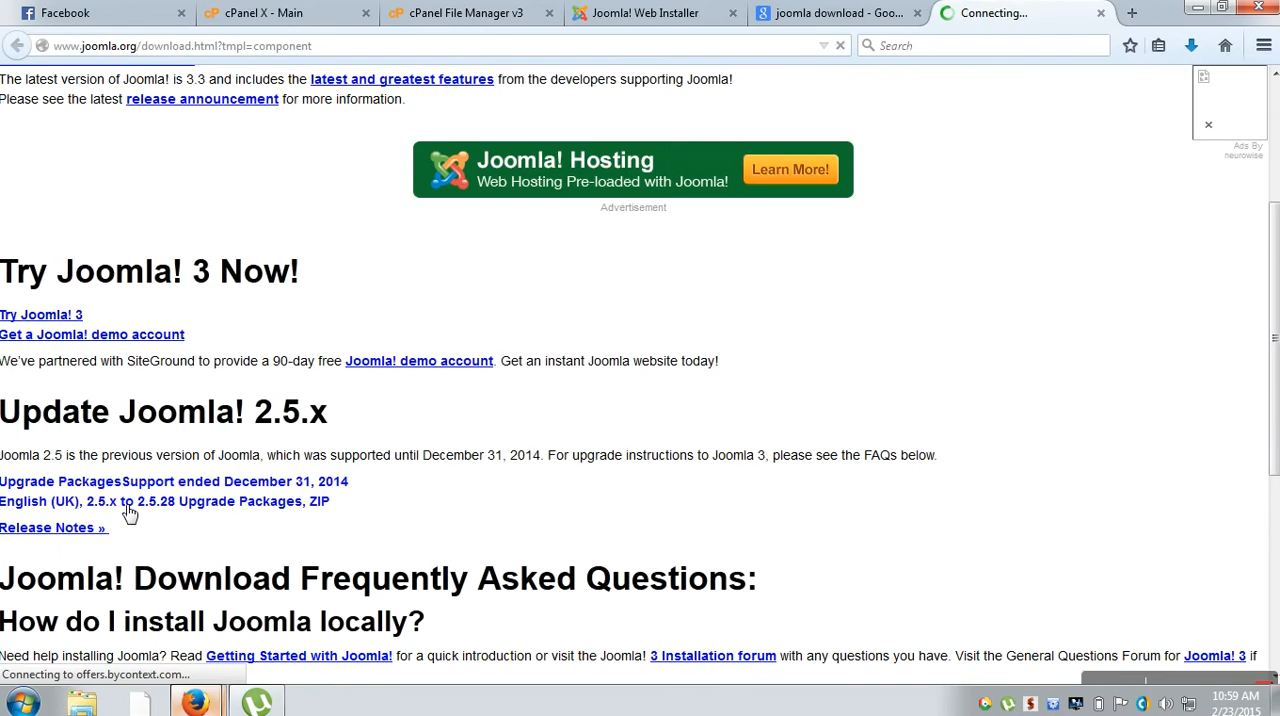 Facebook
cPanel X - Main
cPanel File Manager v3
Joomla! Web Installer
joomla download - Goo...
Connecting...
www.joomla.org/download.html?tmpl=component
Search
The latest version of Joomla! is 3.3 and includes the latest and greatest features from the developers supporting Joomla!
Please see the latest release announcement for more information.
Ads By
neurowise
Joomla! Hosting
Web Hosting Pre-loaded with Joomla!
Learn More!
Advertisement
Try Joomla! 3 Now!
Try Joomla! 3
Get a Joomla! demo account
We've partnered with SiteGround to provide a 90-day free Joomla! demo account. Get an instant Joomla website today!
Update Joomla! 2.5.x
Joomla 2.5 is the previous version of Joomla, which was supported until December 31, 2014. For upgrade instructions to Joomla 3, please see the FAQs below.
Upgrade PackagesSupport ended December 31, 2014
English (UK), 2.5.x to 2.5.28 Upgrade Packages, ZIP
Release Notes »
Joomla! Download Frequently Asked Questions:
How do I install Joomla locally?
Need help installing Joomla? Read Getting Started with Joomla! for a quick introduction or visit the Joomla! 3 Installation forum with any questions you have. Visit the General Questions Forum for Joomla! 3 if
Connecting to offers.bycontext.com...
10:59 AM
2/23/2015